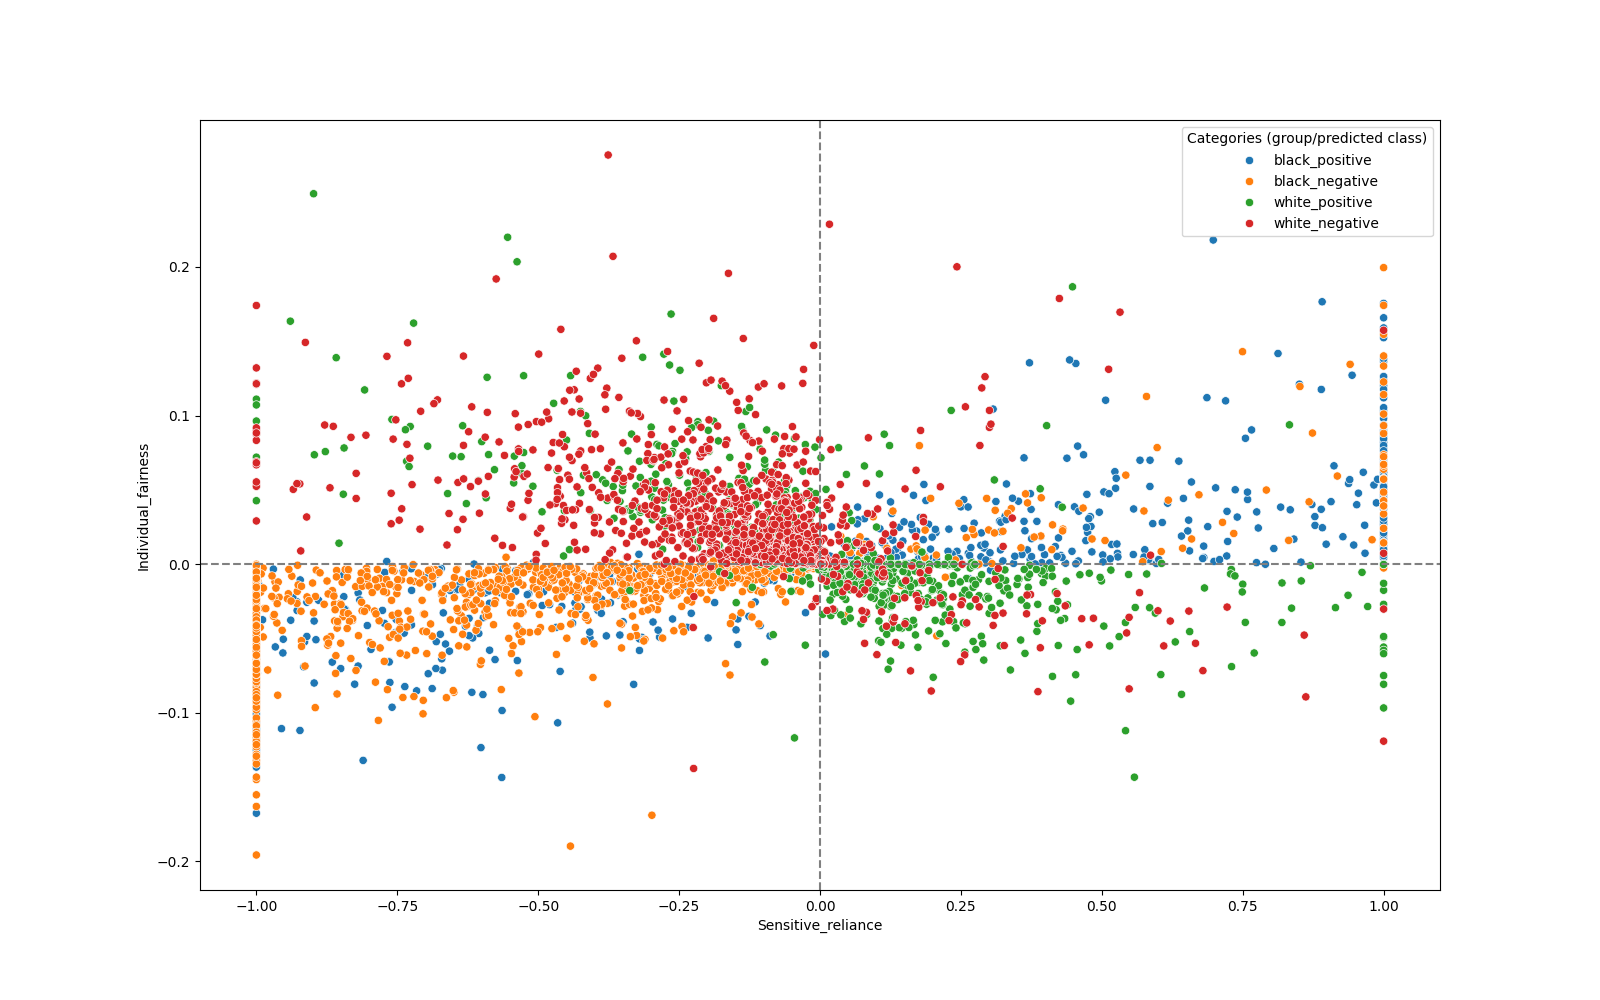 Categories (group/predicted class)
black_positive
black_negative
white_positive
white_negative
Individual_fairness
0.2
0.1
0.0
−0.1
−0.2
−1.00 −0.75 −0.50 −0.25 0.00 0.25 0.50 0.75 1.00
Sensitive_reliance